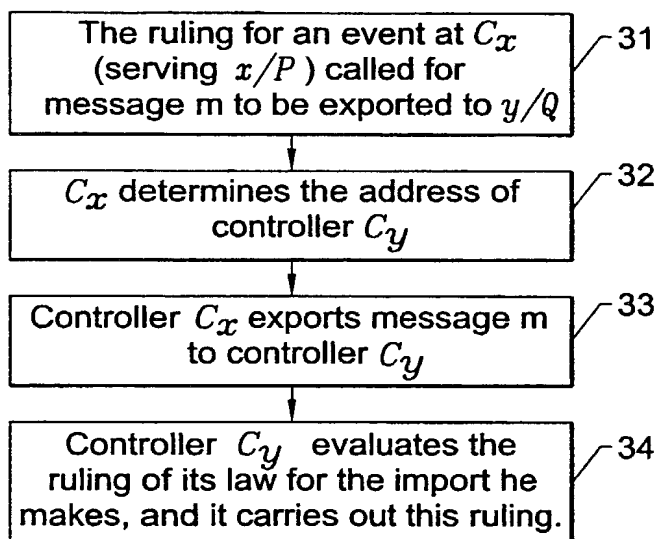 The ruling for an event at Cx
(serving x/P) called for
message m to be exported to y/Q
31
Cx determines the address of
controller Cy
32
Controller Cx exports message m
to controller Cy
33
Controller Cy evaluates the
ruling of its law for the import he
makes, and it carries out this ruling.
34